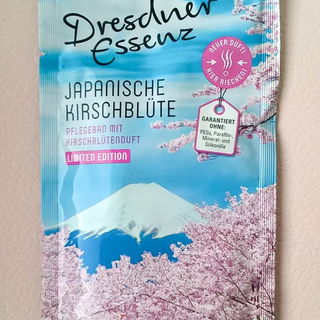 Dresdner
Essenz
NEUER DUFT!
HIER RIECHEN!
JAPANISCHE
KIRSCHBLÜTE
PFLEGEBAD MIT
KIRSCHBLÜTENDUFT
LIMITED EDITION
GARANTIERT
OHNE:
PEGs, Paraffin-
Mineral- und
Silikonöle